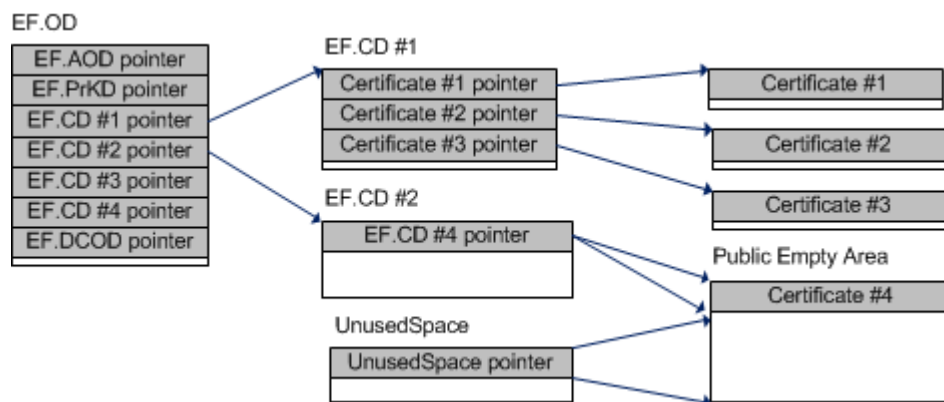 EF.OD
EF.AOD pointer
EF.PrKD pointer
EF.CD #1 pointer
EF.CD #2 pointer
EF.CD #3 pointer
EF.CD #4 pointer
EF.DCOD pointer
EF.CD #1
Certificate #1 pointer
Certificate #2 pointer
Certificate #3 pointer
EF.CD #2
EF.CD #4 pointer
UnusedSpace
UnusedSpace pointer
Certificate #1
Certificate #2
Certificate #3
Public Empty Area
Certificate #4